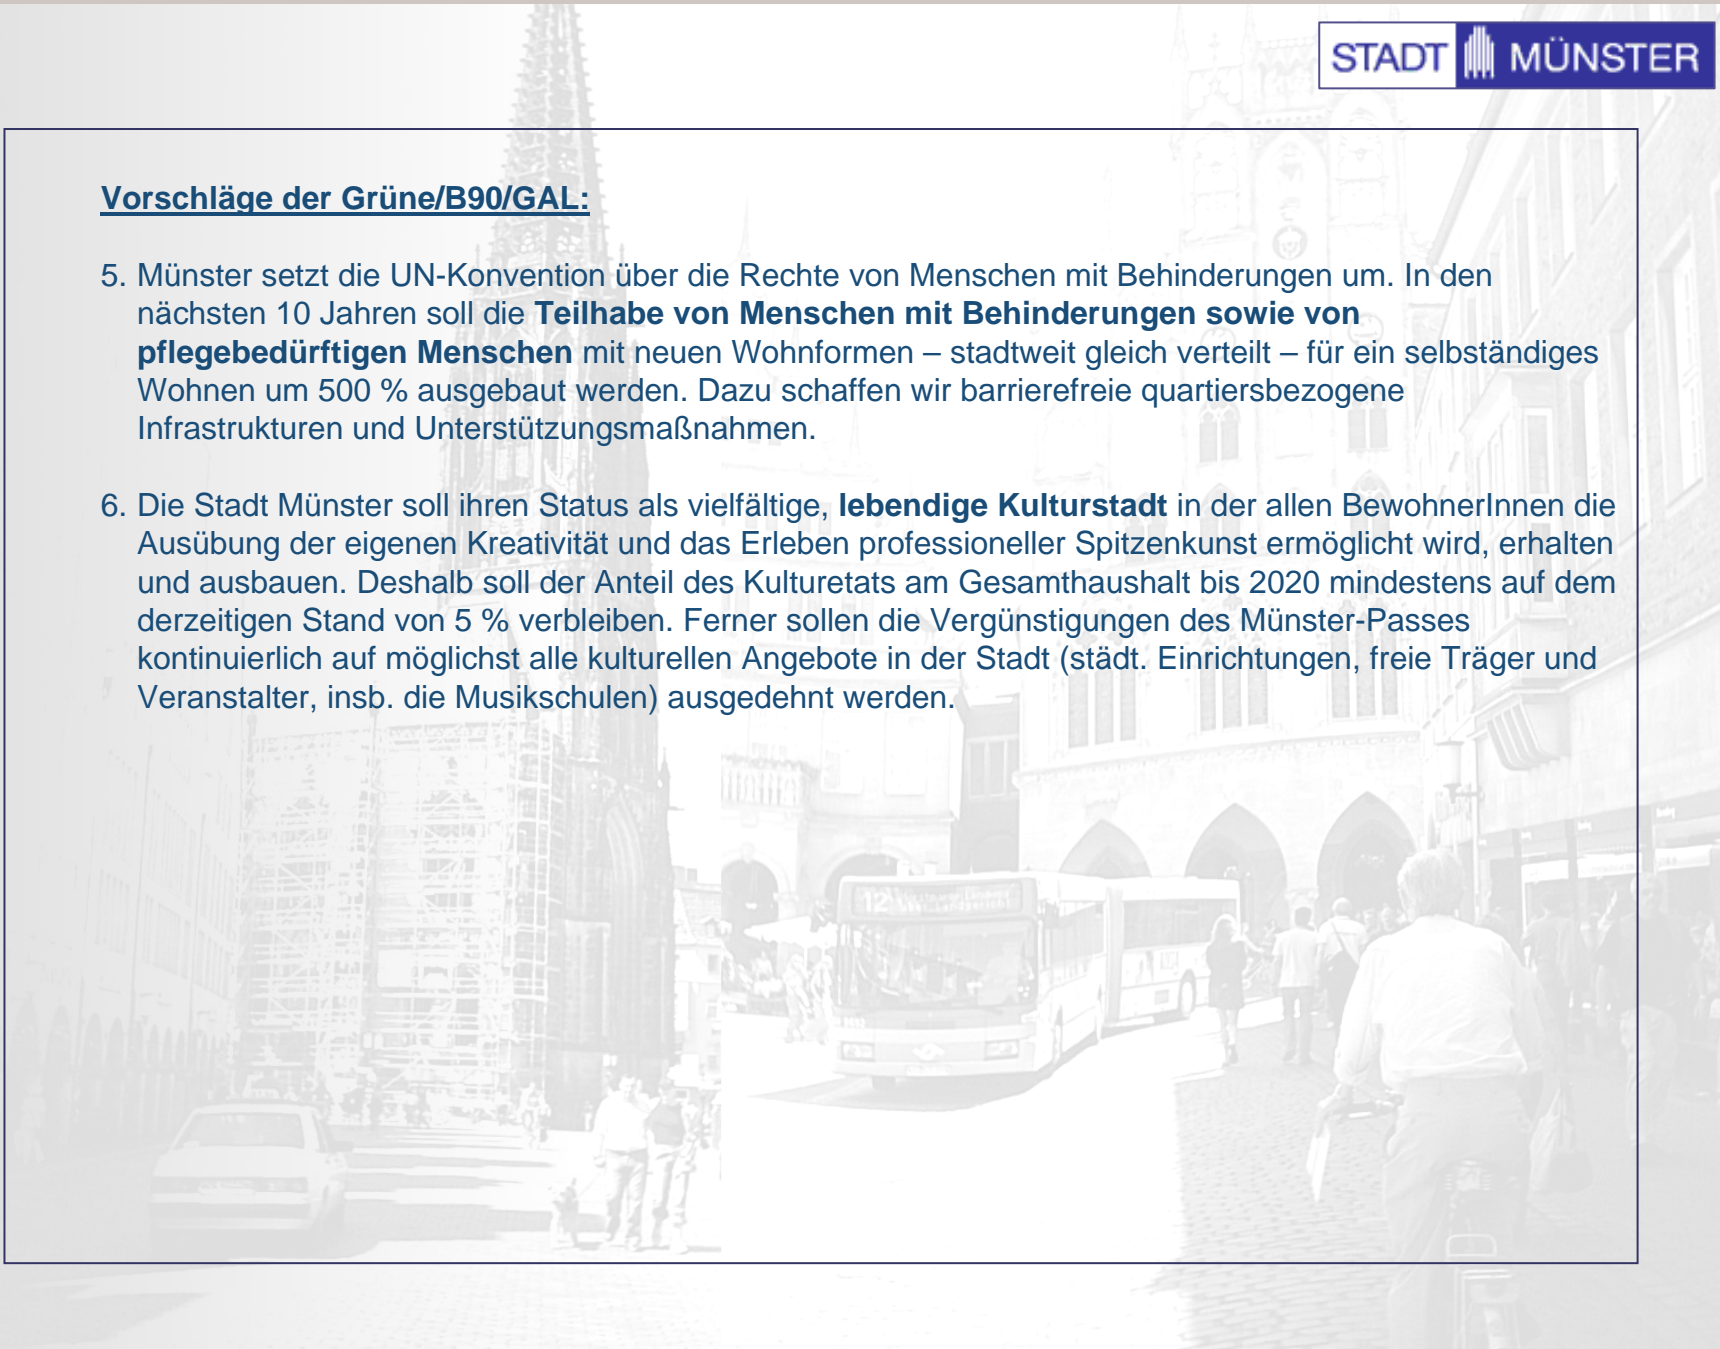 STADT MÜNSTER
Vorschläge der Grüne/B90/GAL:
5. Münster setzt die UN-Konvention über die Rechte von Menschen mit Behinderungen um. In den
nächsten 10 Jahren soll die Teilhabe von Menschen mit Behinderungen sowie von
pflegebedürftigen Menschen mit neuen Wohnformen – stadtweit gleich verteilt – für ein selbständiges
Wohnen um 500 % ausgebaut werden. Dazu schaffen wir barrierefreie quartiersbezogene
Infrastrukturen und Unterstützungsmaßnahmen.
6. Die Stadt Münster soll ihren Status als vielfältige, lebendige Kulturstadt in der allen BewohnerInnen die
Ausübung der eigenen Kreativität und das Erleben professioneller Spitzenkunst ermöglicht wird, erhalten
und ausbauen. Deshalb soll der Anteil des Kulturetats am Gesamthaushalt bis 2020 mindestens auf dem
derzeitigen Stand von 5 % verbleiben. Ferner sollen die Vergünstigungen des Münster-Passes
kontinuierlich auf möglichst alle kulturellen Angebote in der Stadt (städt. Einrichtungen, freie Träger und
Veranstalter, insb. die Musikschulen) ausgedehnt werden.
12